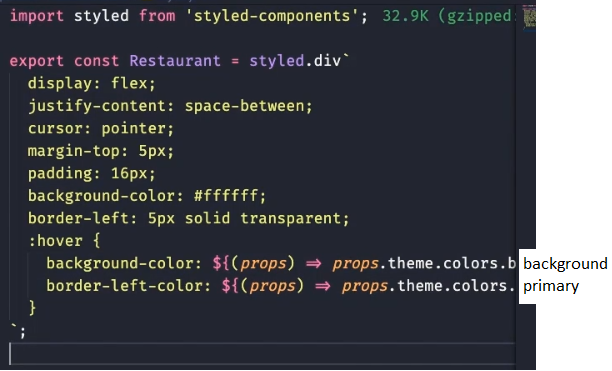 import styled from 'styled-components'; 32.9K (gzipped:
export const Restaurant = styled.div`
display: flex;
justify-content: space-between;
cursor: pointer;
margin-top: 5px;
padding: 16px;
background-color: #ffffff;
border-left: 5px solid transparent;
:hover {
background-color: ${(props) => props.theme.colors.b background
border-left-color: ${(props) => props.theme.colors. primary
}
`;